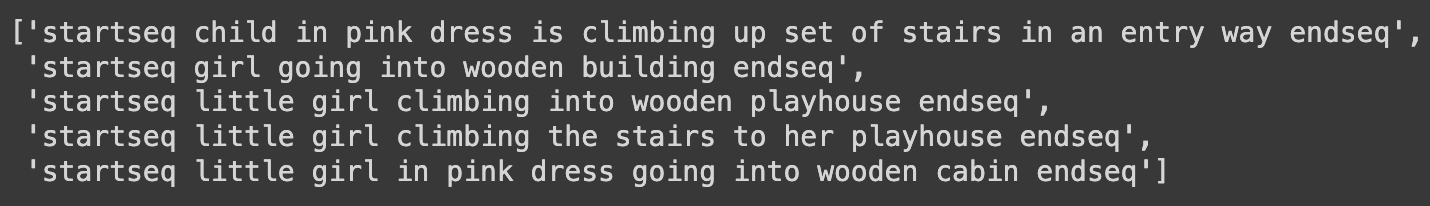 ['startseq child in pink dress is climbing up set of stairs in an entry way endseq',
 'startseq girl going into wooden building endseq',
 'startseq little girl climbing into wooden playhouse endseq',
 'startseq little girl climbing the stairs to her playhouse endseq',
 'startseq little girl in pink dress going into wooden cabin endseq']